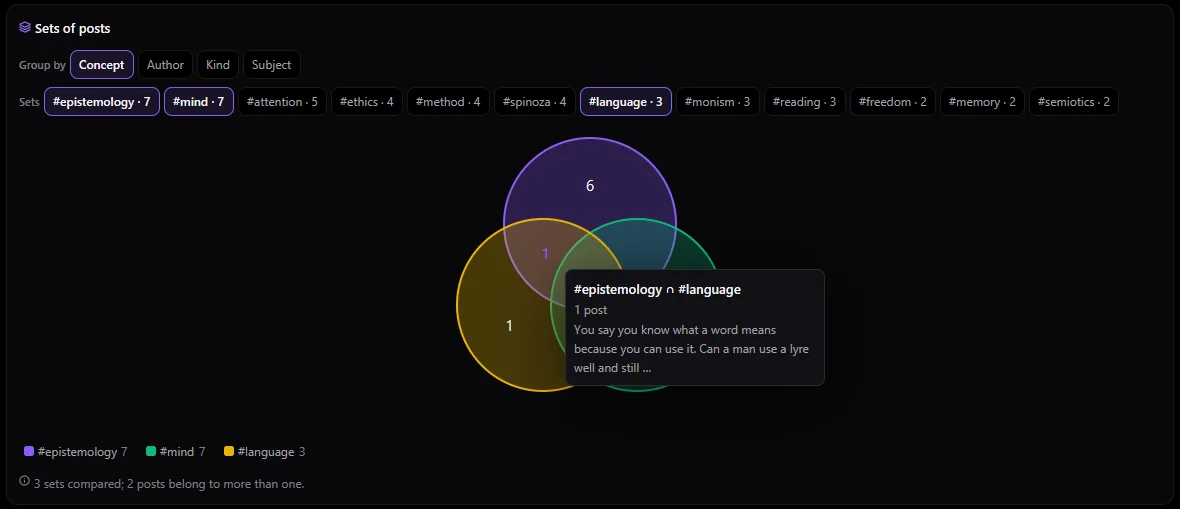 Sets of posts
Group by Concept Author Kind Subject
Sets #epistemology · 7 #mind · 7 #attention · 5 #ethics · 4 #method · 4 #spinoza · 4 #language · 3 #monism · 3 #reading · 3 #freedom · 2 #memory · 2 #semiotics · 2
6
1
1
#epistemology ∩ #language
1 post
You say you know what a word means
because you can use it. Can a man use a lyre
well and still ...
#epistemology 7 #mind 7 #language 3
3 sets compared; 2 posts belong to more than one.